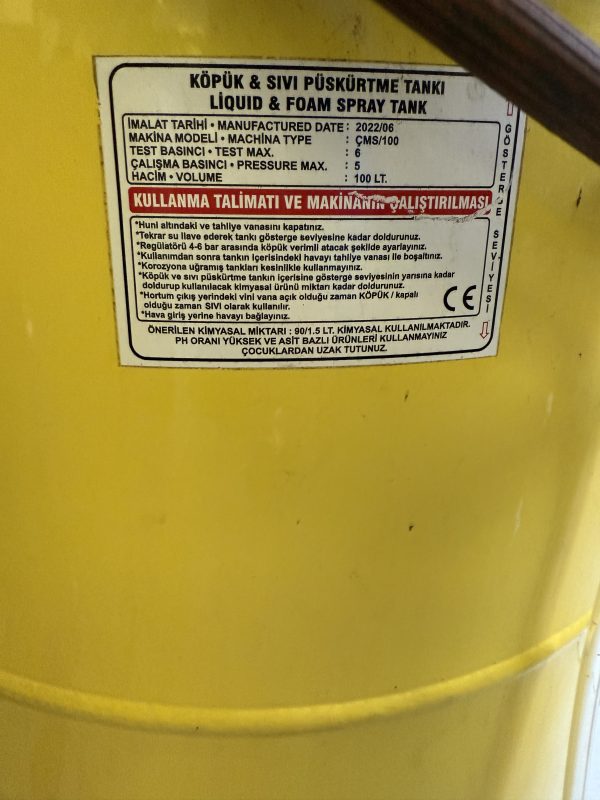 KÖPÜK & SIVI PÜSKÜRTME TANKI
LİQUID & FOAM SPRAY TANK
İMALAT TARİHİ • MANUFACTURED DATE : 2022/06
MAKİNA MODELİ • MACHİNA TYPE : ÇMS/100
TEST BASINCI • TEST MAX. : 6
ÇALIŞMA BASINCI • PRESSURE MAX. : 5
HACİM • VOLUME : 100 LT.
KULLANMA TALİMATI VE MAKİNANIN ÇALIŞTIRILMASI
*Huni altındaki ve tahliye vanasını kapatınız.
*Tekrar su ilave ederek tankı gösterge seviyesine kadar doldurunuz.
*Regülatörü 4-6 bar arasında köpük verimli atacak şekilde ayarlayınız.
*Kullanımdan sonra tankın içerisindeki havayı tahliye vanası ile boşaltınız.
*Korozyona uğramış tankları kesinlikle kullanmayınız.
*Köpük ve sıvı püskürtme tankın içerisine gösterge seviyesinin yarısına kadar
doldurup kullanılacak kimyasal ürünü miktarı kadar doldurunuz.
*Hortum çıkış yerindeki vini vana açık olduğu zaman KÖPÜK / kapalı
olduğu zaman SIVI olarak kullanılır.
*Hava giriş yerine havayı bağlayınız.
CE
ÖNERİLEN KİMYASAL MİKTARI : 90/1.5 LT. KİMYASAL KULLANILMAKTADIR.
PH ORANI YÜKSEK VE ASİT BAZLI ÜRÜNLERİ KULLANMAYINIZ
ÇOCUKLARDAN UZAK TUTUNUZ.
GÖSTERGE SEVİYESİ